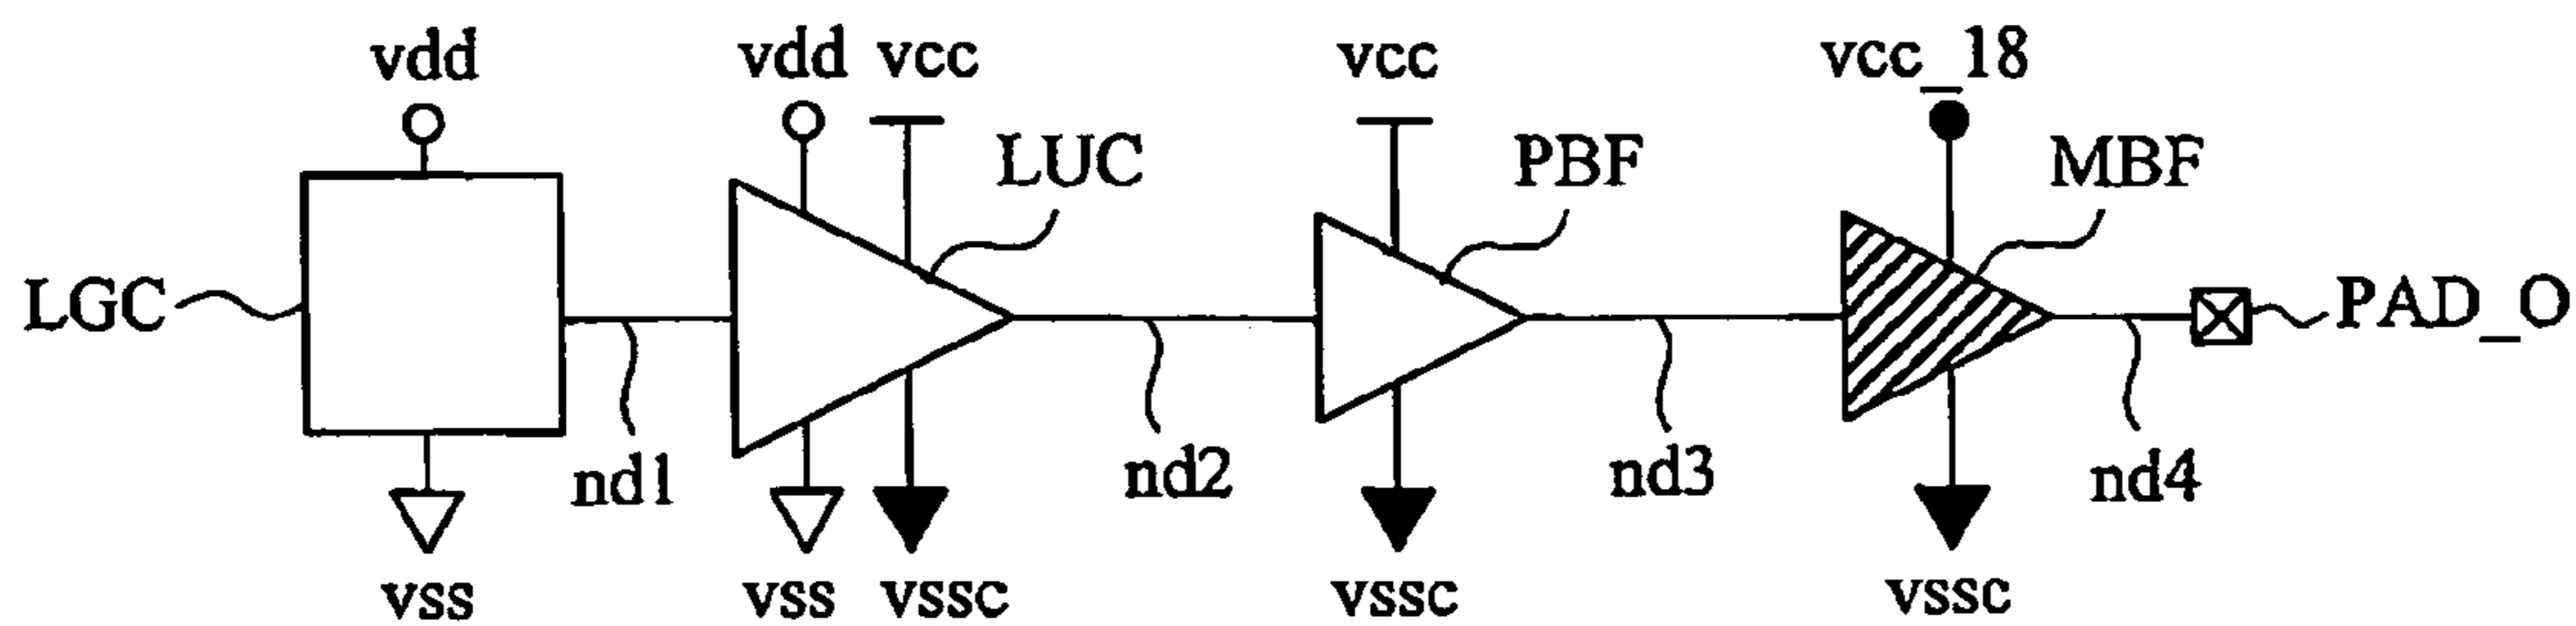 vdd vdd vcc vcc vcc_18
LUC PBF MBF
LGC PAD_O
nd1 nd2 nd3 nd4
vss vss vssc vssc vssc